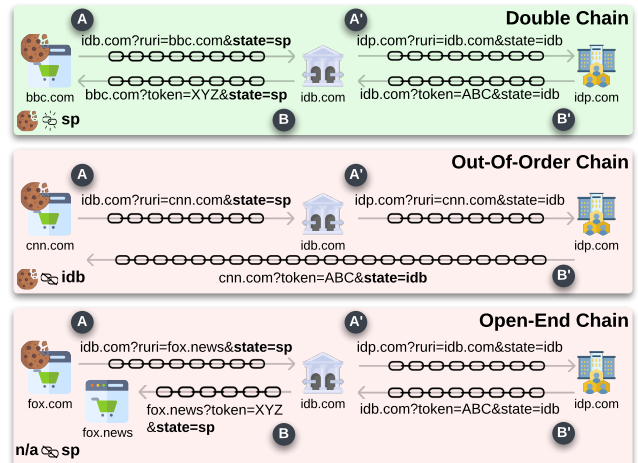 Double Chain
A
A'
idb.com?ruri=bbc.com&state=sp
idp.com?ruri=idb.com&state=idb
bbc.com?token=XYZ&state=sp
idb.com?token=ABC&state=idb
bbc.com
idb.com
idp.com
sp
B
B'
Out-Of-Order Chain
A
A'
idb.com?ruri=cnn.com&state=sp
idp.com?ruri=cnn.com&state=idb
cnn.com
idb.com
idp.com
cnn.com?token=ABC&state=idb
idb
B'
Open-End Chain
A
A'
idb.com?ruri=fox.news&state=sp
idp.com?ruri=idb.com&state=idb
fox.com
idb.com
idp.com
fox.news?token=XYZ
&state=sp
idb.com?token=ABC&state=idb
fox.news
B
B'
n/a
sp